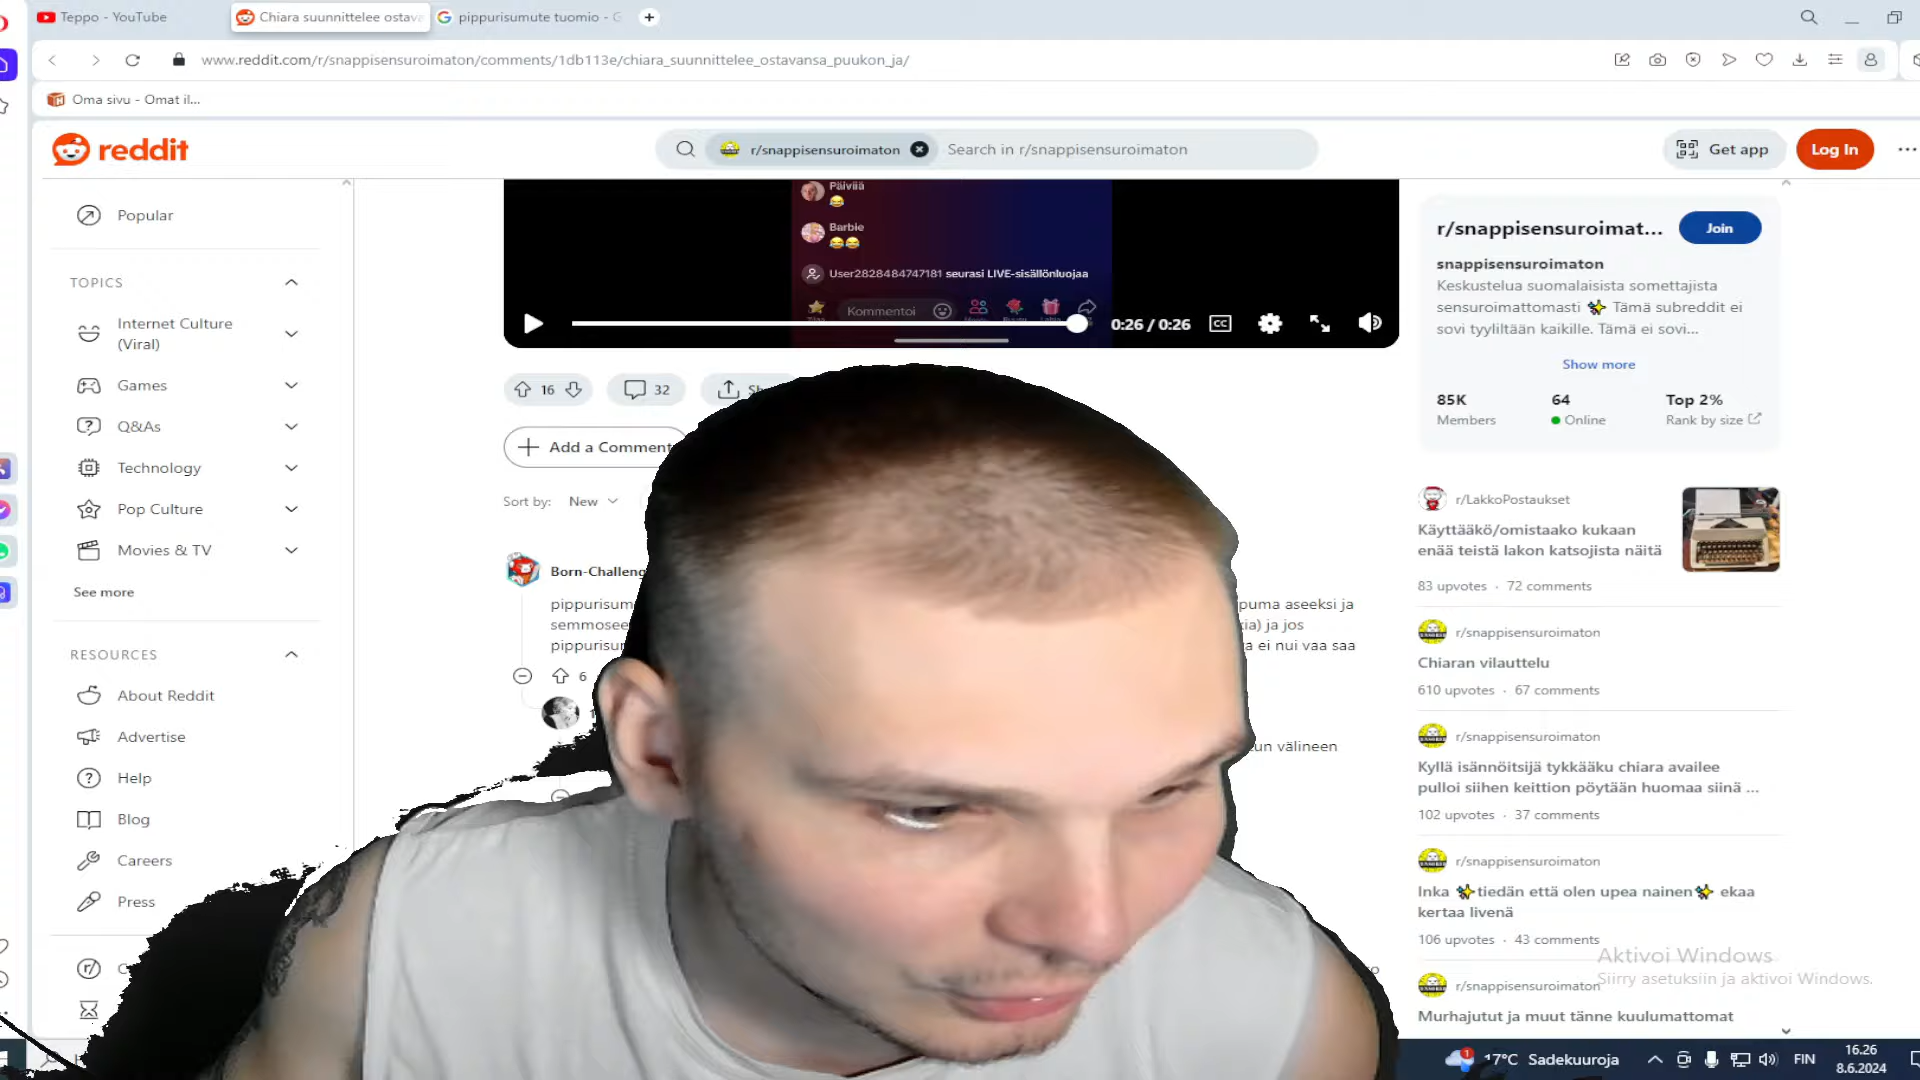 Teppo - YouTube
Chiara suunnittelee ostava
pippurisumute tuomio - G
www.reddit.com/r/snappisensuroimaton/comments/1db113e/chiara_suunnittelee_ostavansa_puukon_ja/
Oma sivu - Omat il...
reddit
r/snappisensuroimaton
Search in r/snappisensuroimaton
Get app
Log In
Popular
TOPICS
Internet Culture
(Viral)
Games
Q&As
Technology
Pop Culture
Movies & TV
See more
RESOURCES
About Reddit
Advertise
Help
Blog
Careers
Press
Päiviiä
Barbie
User2828484747181 seurasi LIVE-sisällönluojaa
Kommentoi
0:26 / 0:26
CC
16
32
Add a Comment
Sort by: New
Born-Challeng
puma aseeksi ja
ja jos
ei nui vaa saa
6
välineen
r/snappisensuroimat...
Join
snappisensuroimaton
Keskustelua suomalaisista somettajista
sensuroimattomasti ✨ Tämä subreddit ei
sovi tyyliltään kaikille. Tämä ei sovi...
Show more
85K
Members
64
Online
Top 2%
Rank by size
r/LakkoPostaukset
Käyttääkö/omistaako kukaan
enää teistä lakon katsojista näitä
83 upvotes · 72 comments
r/snappisensuroimaton
Chiaran vilauttelu
610 upvotes · 67 comments
r/snappisensuroimaton
Kyllä isännöitsijä tykkääku chiara availee
pulloi siihen keittion pöytään huomaa siinä ...
102 upvotes · 37 comments
r/snappisensuroimaton
Inka ✨tiedän että olen upea nainen✨ ekaa
kertaa livenä
106 upvotes · 43 comments
r/snappisensuroimaton
Murhajutut ja muut tänne kuulumattomat
Aktivoi Windows
Siirry asetuksiin ja aktivoi Windows.
1
17°C Sadekuuroja
FIN
16.26
8.6.2024